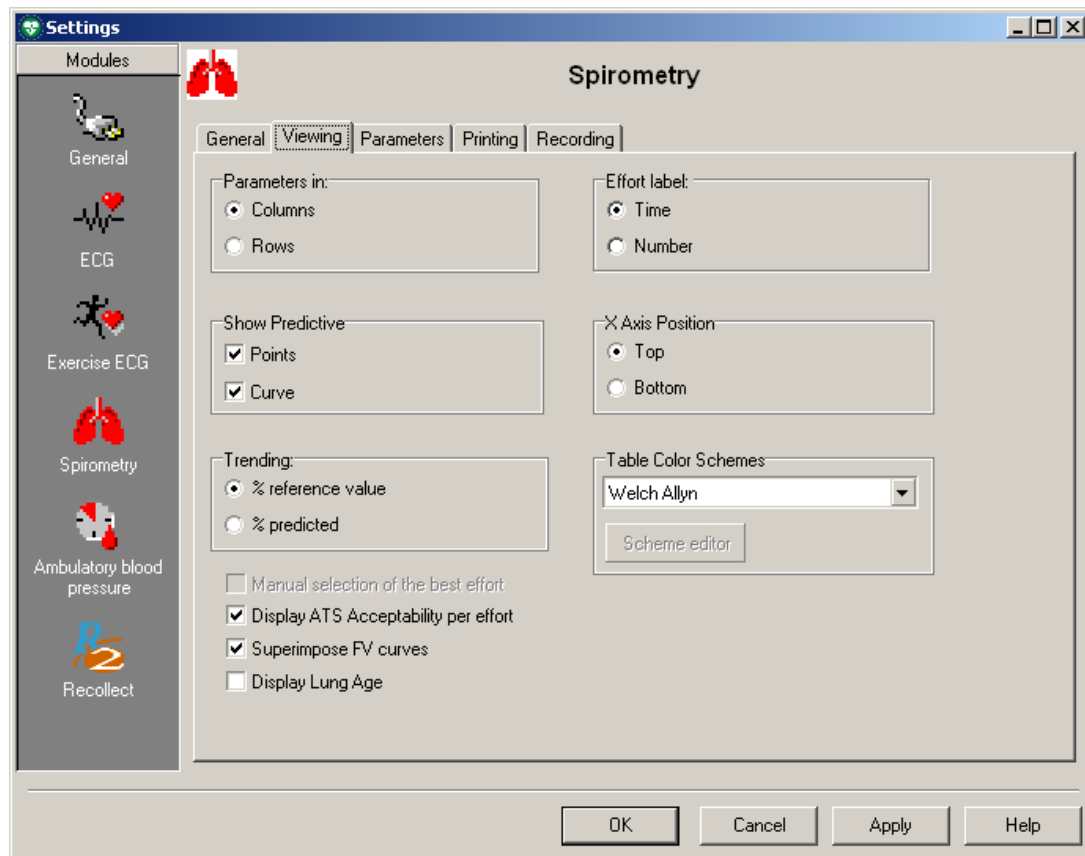 Settings
Modules
General
ECG
Exercise ECG
Spirometry
Ambulatory blood
pressure
R2
Recollect
Spirometry
General Viewing Parameters Printing Recording
Parameters in:
Columns
Rows
Effort label:
Time
Number
Show Predictive
Points
Curve
X Axis Position
Top
Bottom
Trending:
% reference value
% predicted
Table Color Schemes
Welch Allyn
Scheme editor
Manual selection of the best effort
Display ATS Acceptability per effort
Superimpose FV curves
Display Lung Age
OK Cancel Apply Help